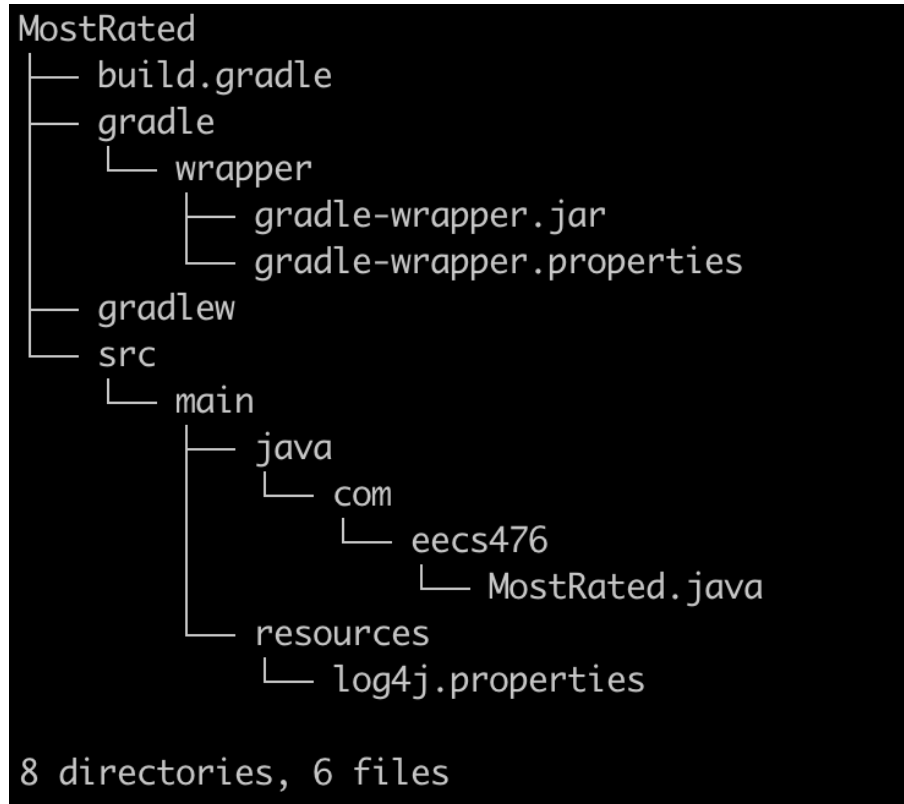 MostRated
├── build.gradle
├── gradle
│   └── wrapper
│       ├── gradle-wrapper.jar
│       └── gradle-wrapper.properties
├── gradlew
└── src
    └── main
        ├── java
        │   └── com
        │       └── eecs476
        │           └── MostRated.java
        └── resources
            └── log4j.properties

8 directories, 6 files